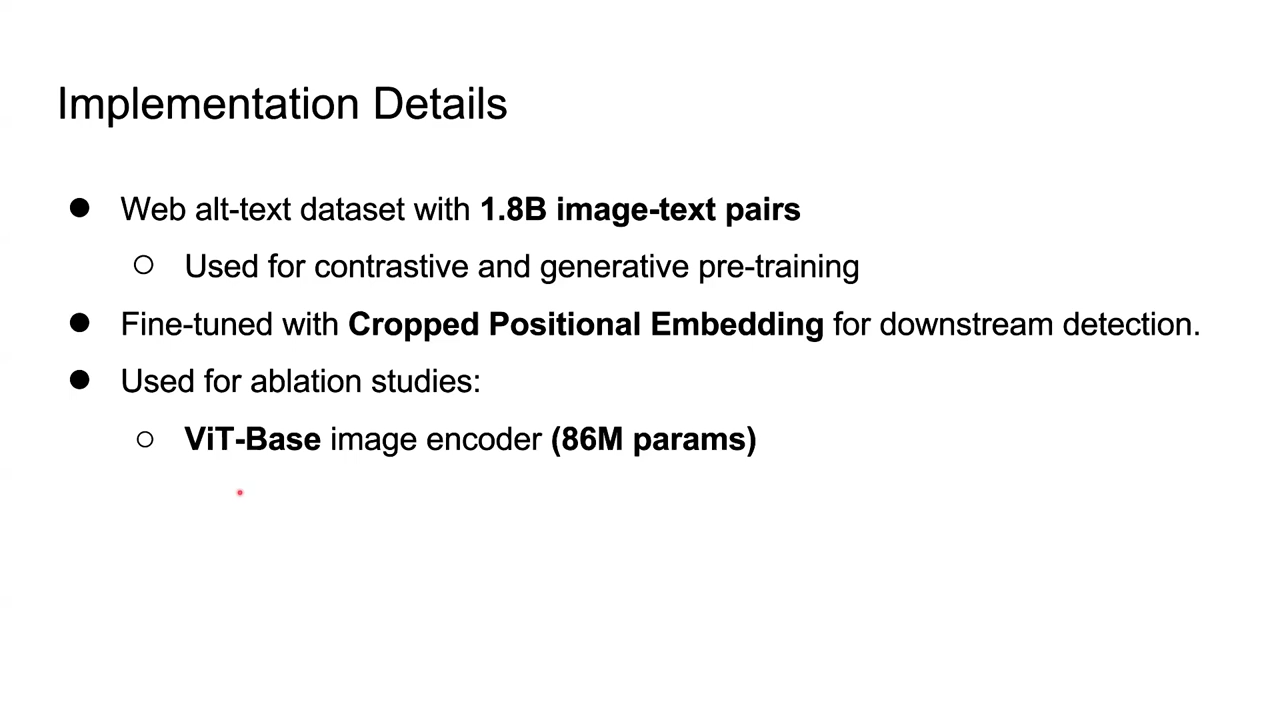 Implementation Details
● Web alt-text dataset with 1.8B image-text pairs
○ Used for contrastive and generative pre-training
● Fine-tuned with Cropped Positional Embedding for downstream detection.
● Used for ablation studies:
○ ViT-Base image encoder (86M params)